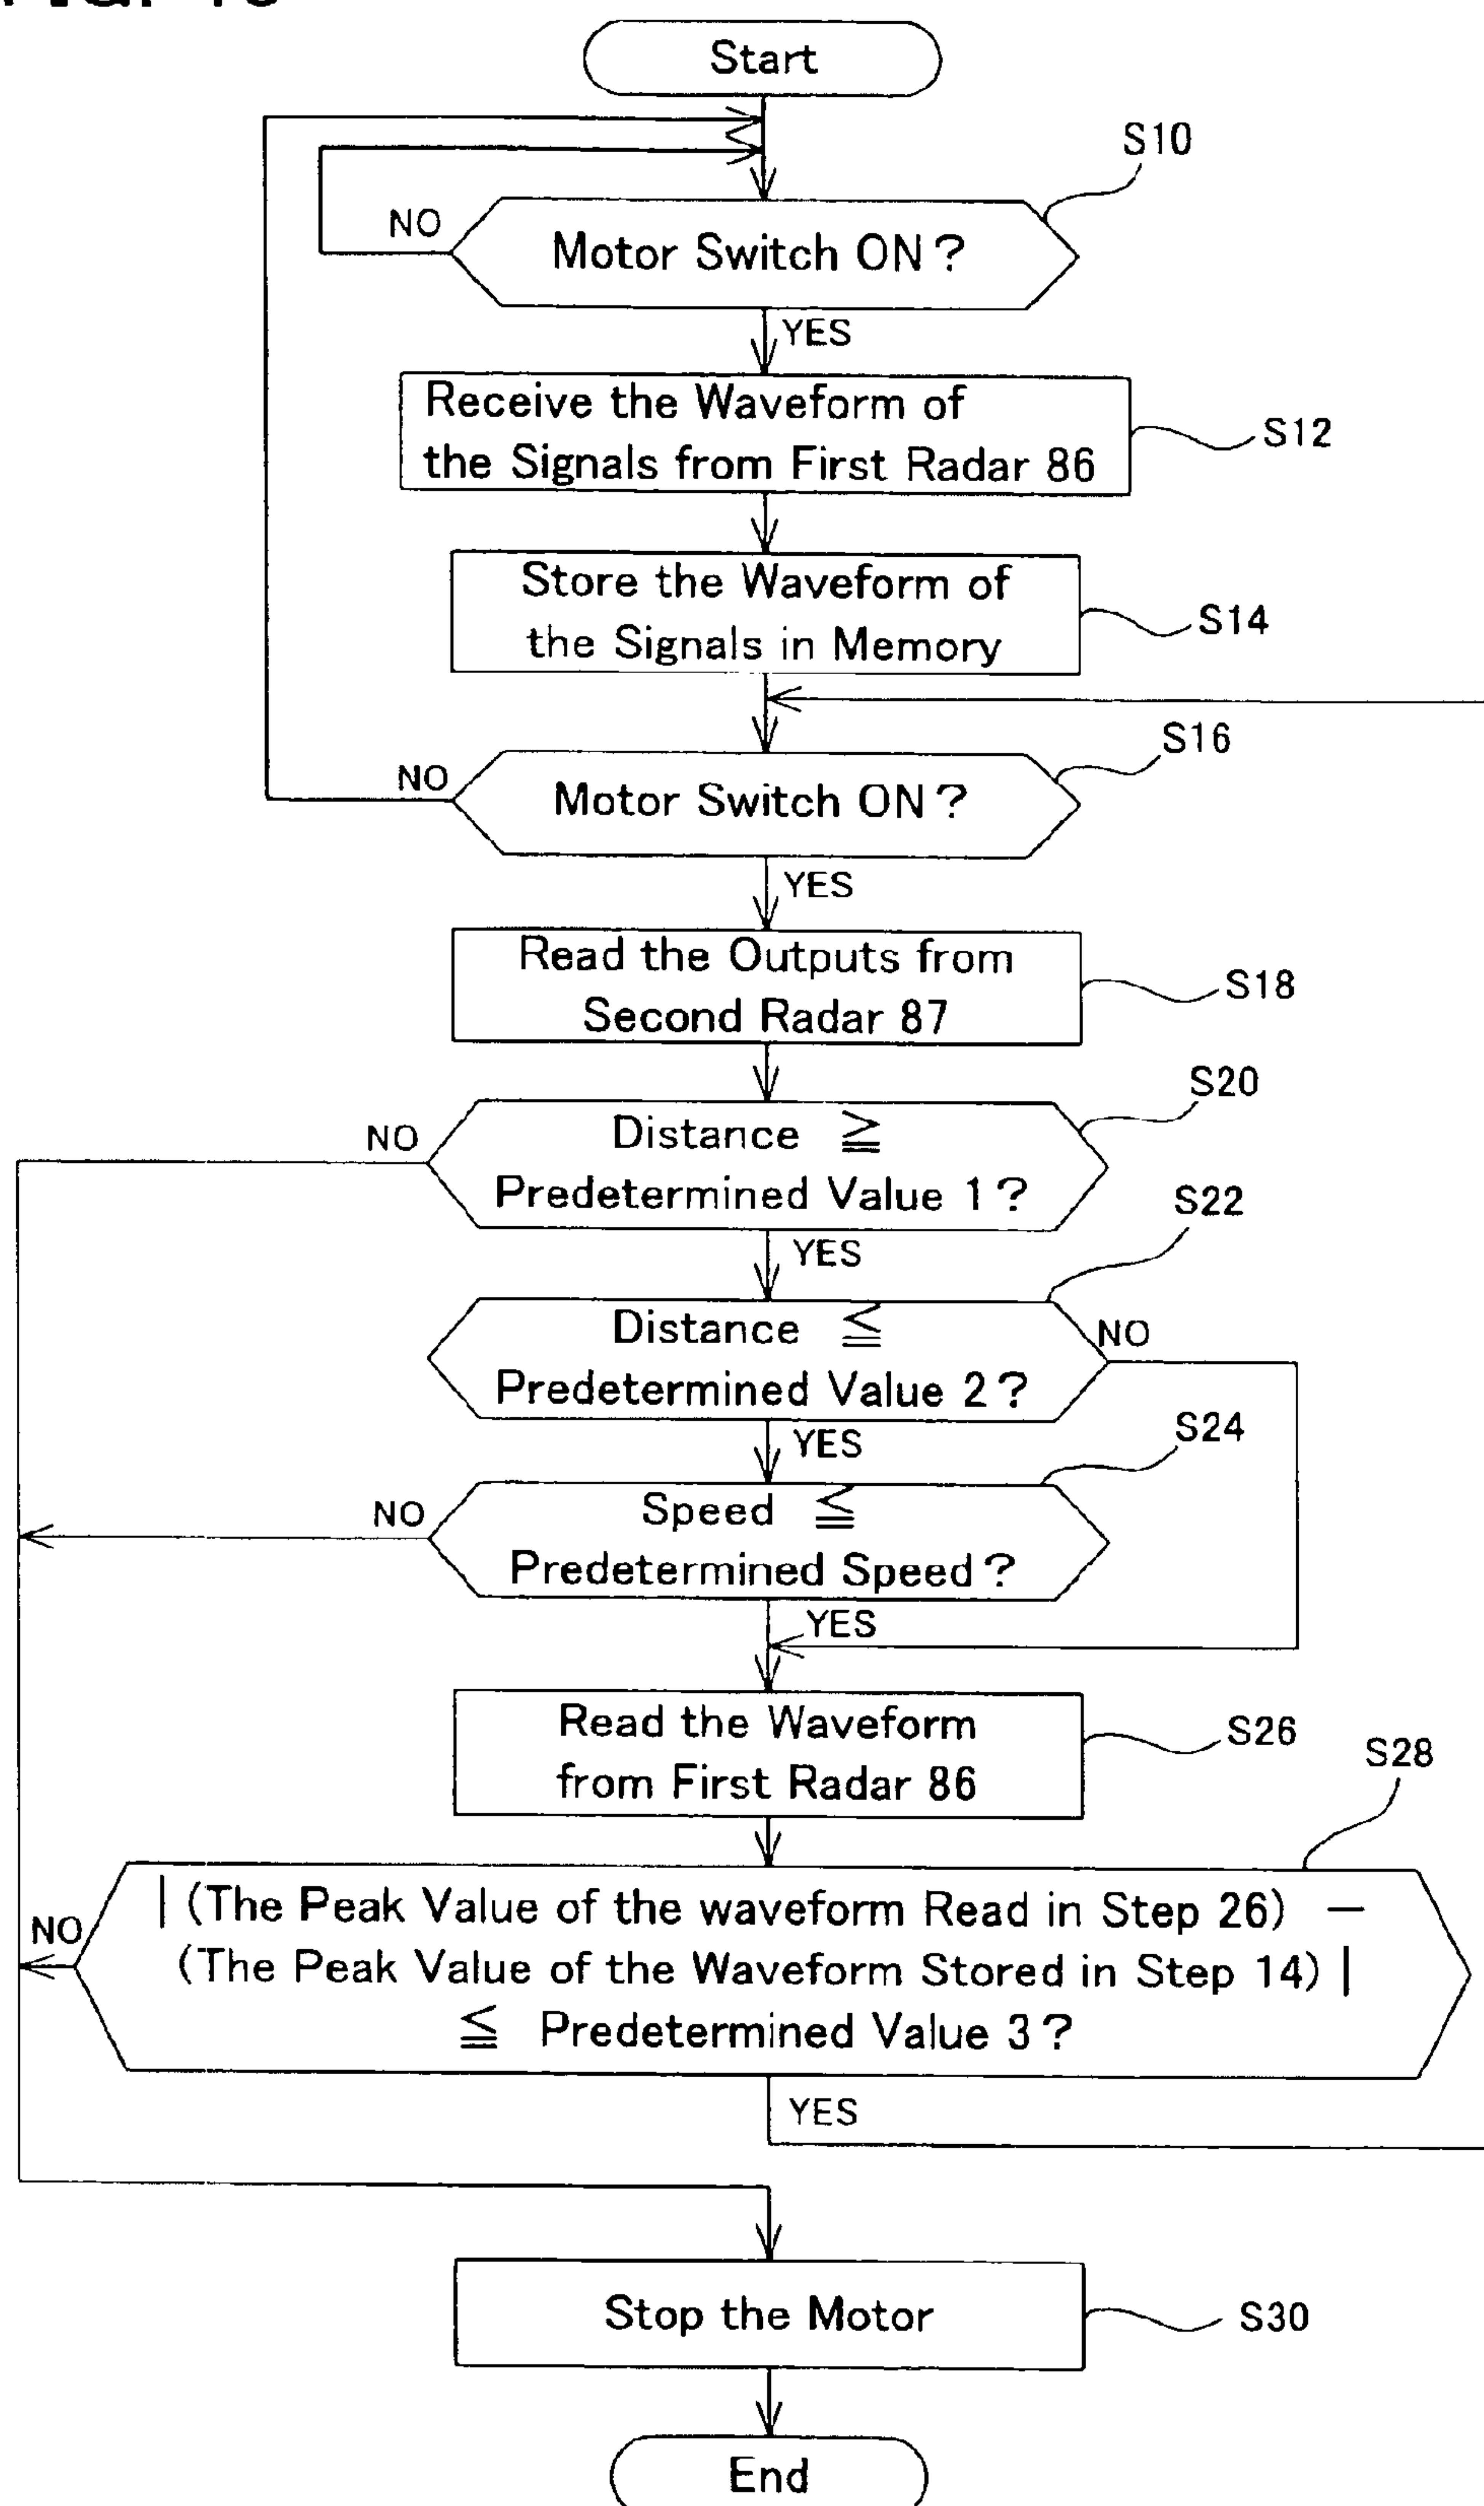 Start
S10
NO
Motor Switch ON?
YES
Receive the Waveform of
the Signals from First Radar 86
S12
Store the Waveform of
the Signals in Memory
S14
S16
NO
Motor Switch ON?
YES
Read the Outputs from
Second Radar 87
S18
S20
NO
Distance ≧
Predetermined Value 1?
S22
YES
Distance ≦
NO
Predetermined Value 2?
S24
YES
NO
Speed ≦
Predetermined Speed?
YES
Read the Waveform
from First Radar 86
S26
S28
|(The Peak Value of the waveform Read in Step 26) －
NO
(The Peak Value of the Waveform Stored in Step 14)|
≦ Predetermined Value 3?
YES
Stop the Motor
S30
End